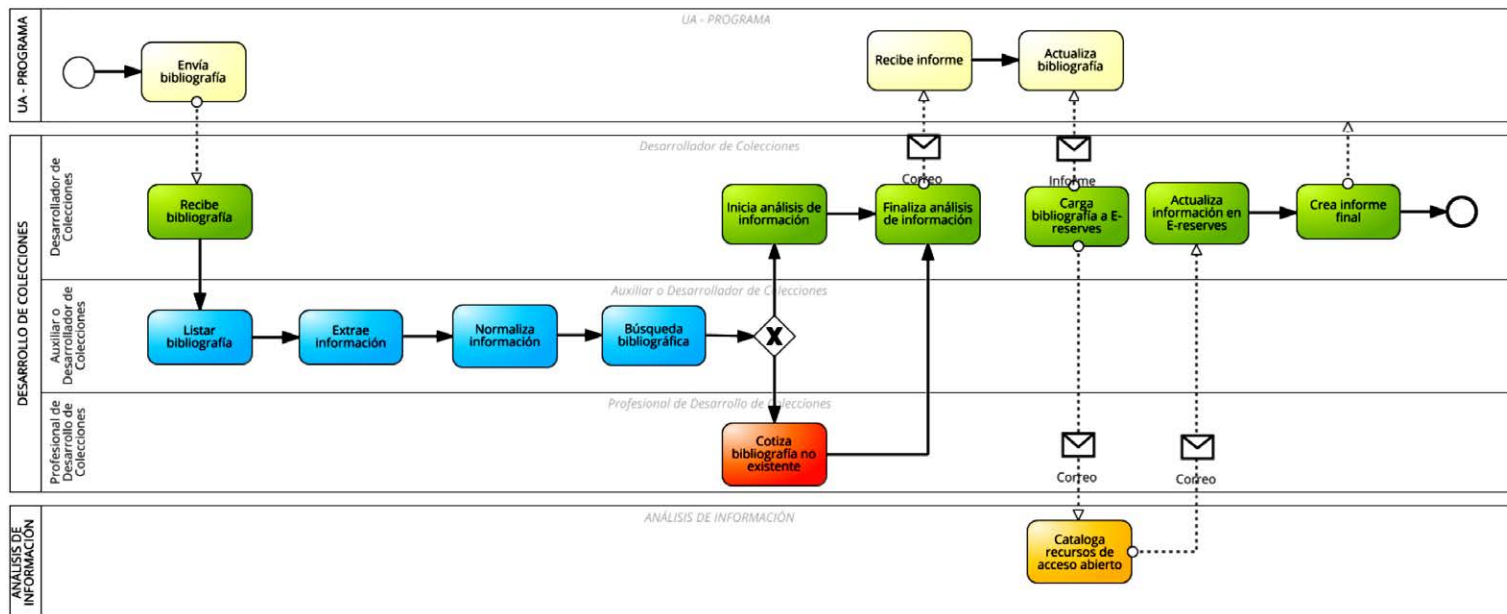 UA - PROGRAMA
UA - PROGRAMA
Envía
bibliografía
Recibe informe
Actualiza
bibliografía
DESARROLLO DE COLECCIONES
Desarrollador de
Colecciones
Desarrollador de Colecciones
Correo
Informe
Recibe
bibliografía
Inicia análisis de
información
Finaliza análisis
de información
Carga
bibliografía a E-
reserves
Actualiza
información en
E-reserves
Crea informe
final
Auxiliar o
Desarrollador de
Colecciones
Auxiliar o Desarrollador de Colecciones
Listar
bibliografía
Extrae
información
Normaliza
información
Búsqueda
bibliográfica
X
Profesional de
Desarrollo de
Colecciones
Profesional de Desarrollo de Colecciones
Cotiza
bibliografía no
existente
Correo
Correo
ANÁLISIS DE
INFORMACIÓN
ANÁLISIS DE INFORMACIÓN
Cataloga
recursos de
acceso abierto